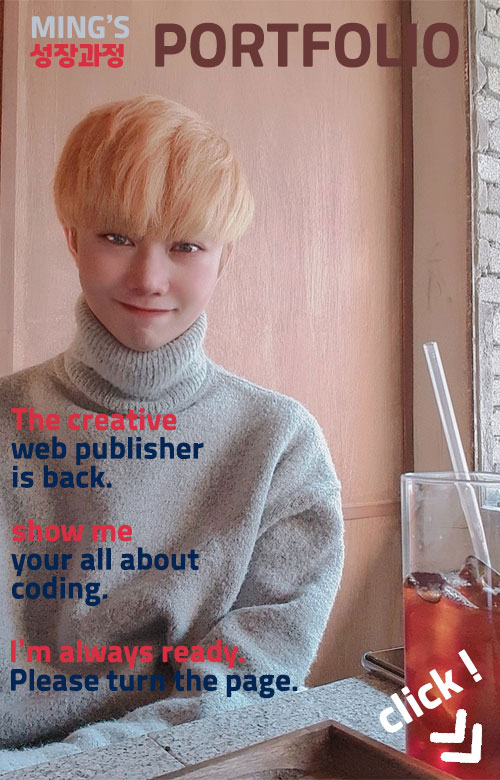 MING'S
성장과정
PORTFOLIO
The creative
web publisher
is back.
show me
your all about
coding.
I'm always ready.
Please turn the page.
click !